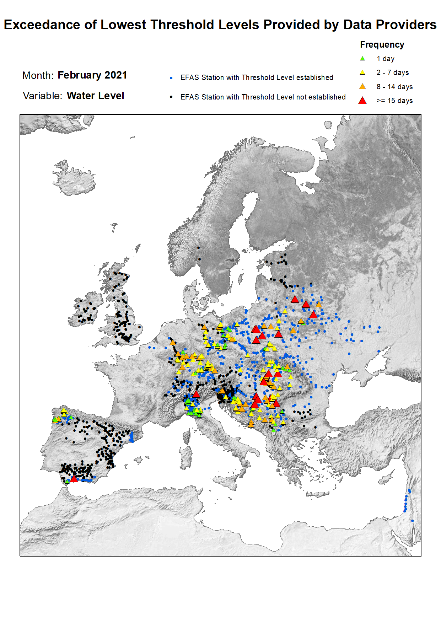 Exceedance of Lowest Threshold Levels Provided by Data Providers
Frequency
Month: February 2021
Variable: Water Level
EFAS Station with Threshold Level established
EFAS Station with Threshold Level not established
1 day
2 - 7 days
8 - 14 days
>= 15 days